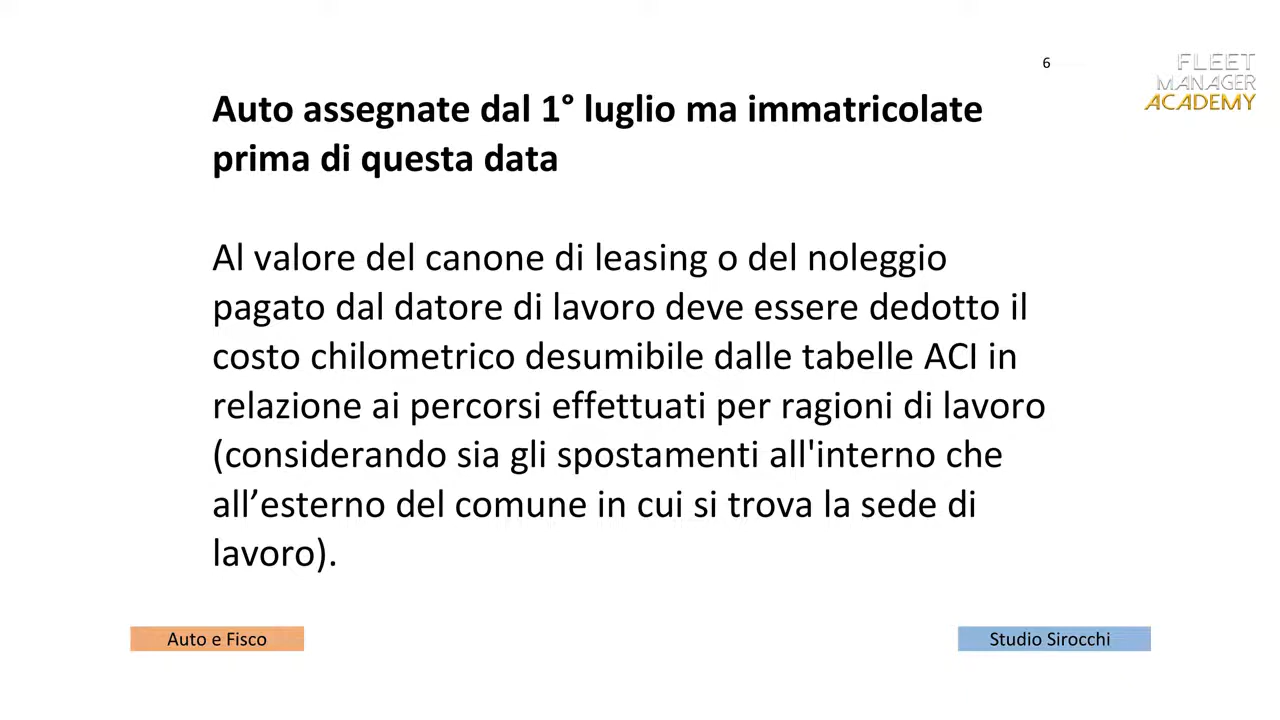 6
FLEET
MANAGER
ACADEMY
Auto assegnate dal 1° luglio ma immatricolate
prima di questa data
Al valore del canone di leasing o del noleggio
pagato dal datore di lavoro deve essere dedotto il
costo chilometrico desumibile dalle tabelle ACI in
relazione ai percorsi effettuati per ragioni di lavoro
(considerando sia gli spostamenti all'interno che
all’esterno del comune in cui si trova la sede di
lavoro).
Auto e Fisco
Studio Sirocchi